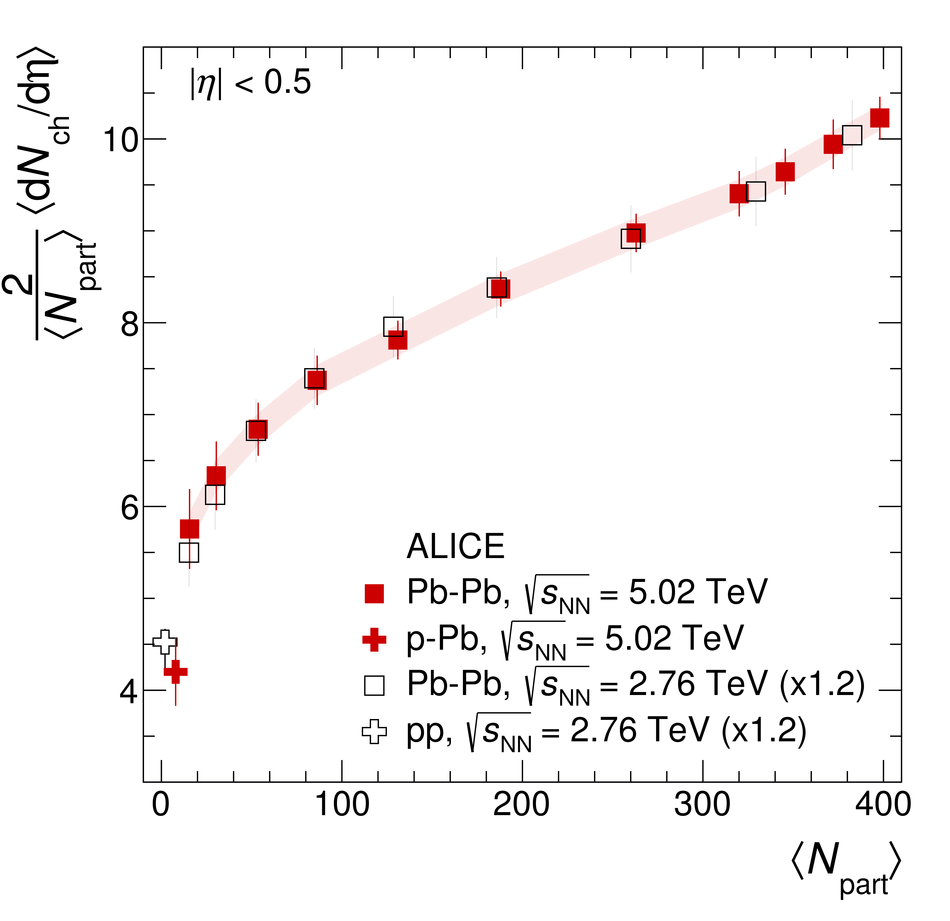 |η| < 0.5
2/⟨N_part⟩ ⟨dN_ch/dη⟩
10
8
6
4
ALICE
Pb-Pb, √s_NN = 5.02 TeV
p-Pb, √s_NN = 5.02 TeV
Pb-Pb, √s_NN = 2.76 TeV (x1.2)
pp, √s_NN = 2.76 TeV (x1.2)
0 100 200 300 400
⟨N_part⟩